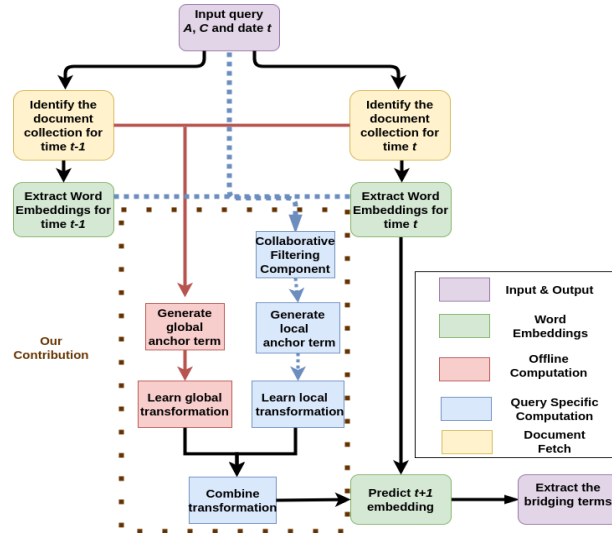 Input query
A, C and date t
Identify the
document
collection for
time t-1
Identify the
document
collection for
time t
Extract Word
Embeddings for
time t-1
Extract Word
Embeddings for
time t
Collaborative
Filtering
Component
Generate
global
anchor term
Generate
local
anchor term
Our
Contribution
Learn global
transformation
Learn local
transformation
Combine
transformation
Predict t+1
embedding
Extract the
bridging terms
Input & Output
Word
Embeddings
Offline
Computation
Query Specific
Computation
Document
Fetch